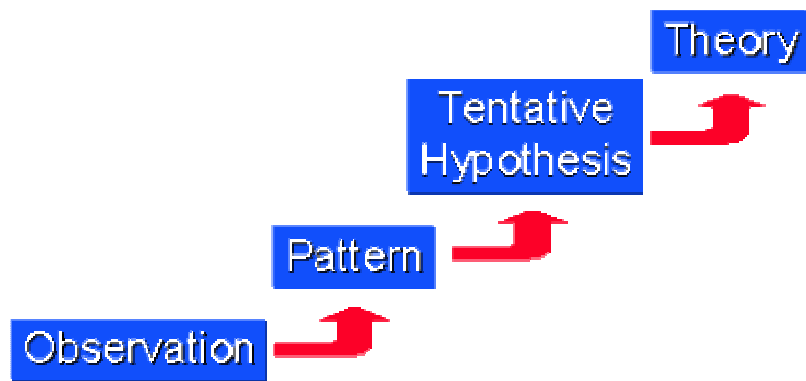 Theory
Tentative
Hypothesis
Pattern
Observation